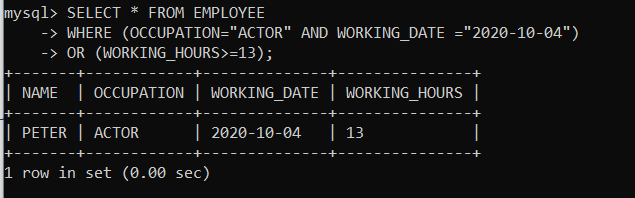 mysql> SELECT * FROM EMPLOYEE
    -> WHERE (OCCUPATION="ACTOR" AND WORKING_DATE ="2020-10-04")
    -> OR (WORKING_HOURS>=13);
+-------+------------+--------------+---------------+
| NAME  | OCCUPATION | WORKING_DATE | WORKING_HOURS |
+-------+------------+--------------+---------------+
| PETER | ACTOR      | 2020-10-04   | 13            |
+-------+------------+--------------+---------------+
1 row in set (0.00 sec)